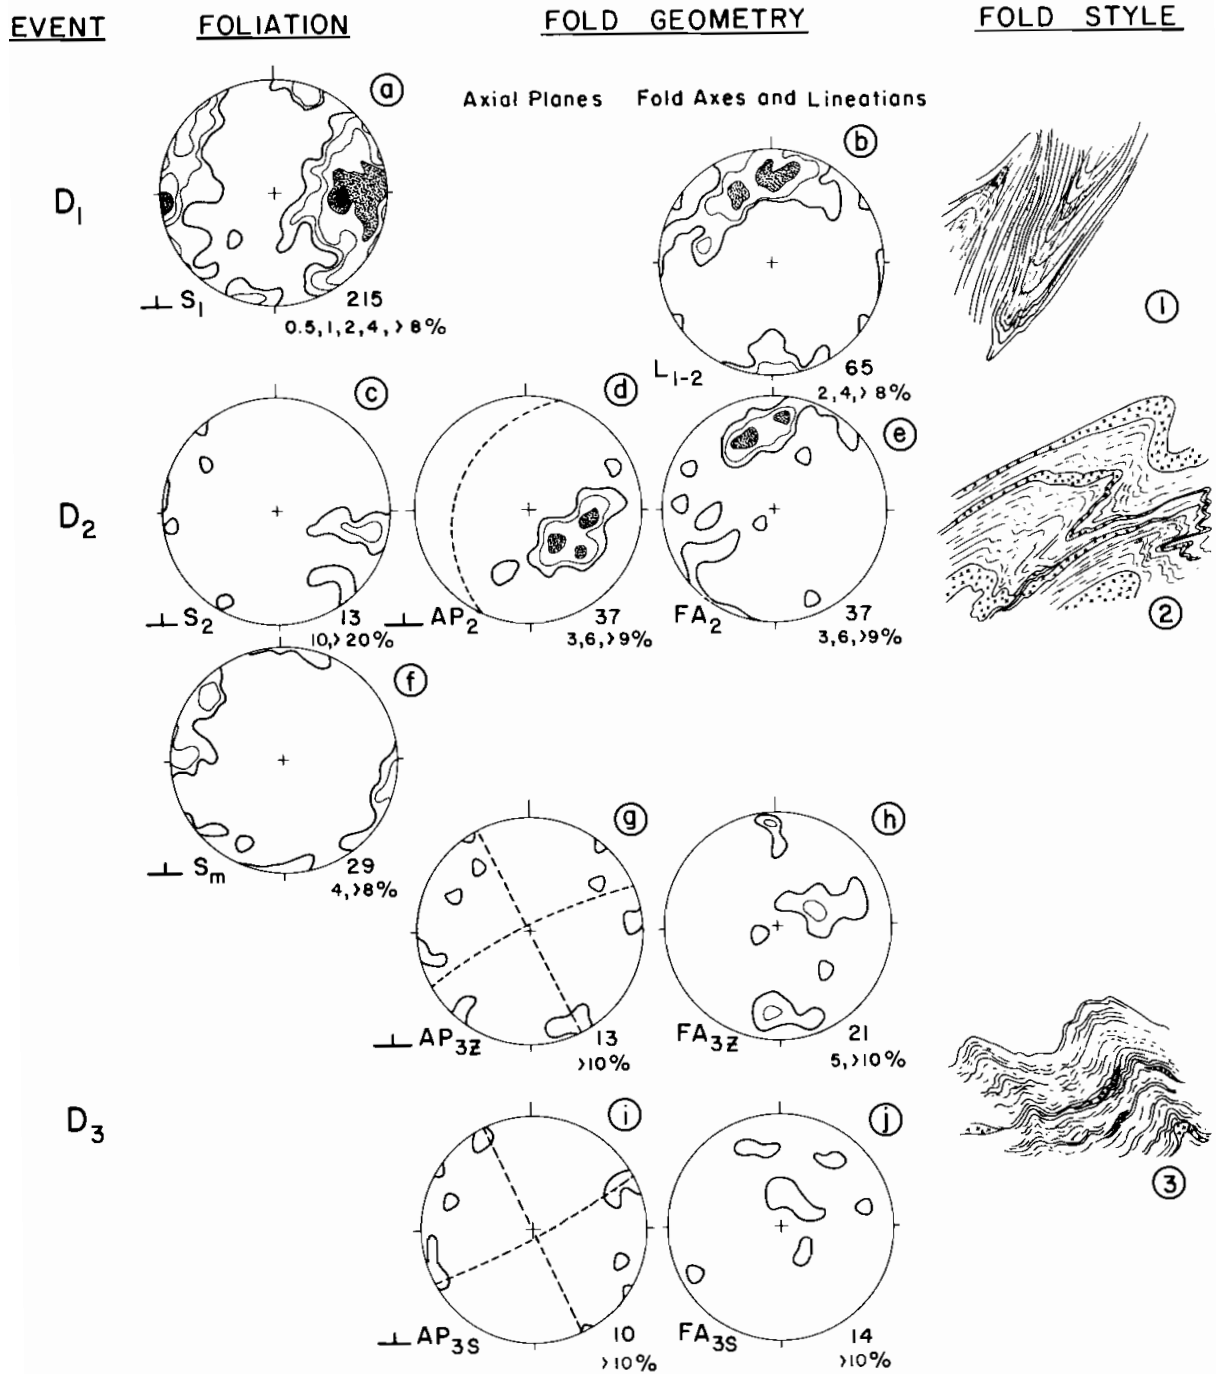 EVENT FOLIATION FOLD GEOMETRY FOLD STYLE
a
Axial Planes Fold Axes and Lineatians
b
D1
S1 215
0.5, 1, 2, 4, >8%
1
L1-2 65
2, 4, >8%
c d e
D2
S2 13
10, >20%
AP2 37
3, 6, >9%
FA2 37
3, 6, >9%
2
f
Sm 29
4, >8%
g h
AP3Z 13
>10%
FA3Z 21
5, >10%
D3
i j
3
AP3S 10
>10%
FA3S 14
>10%